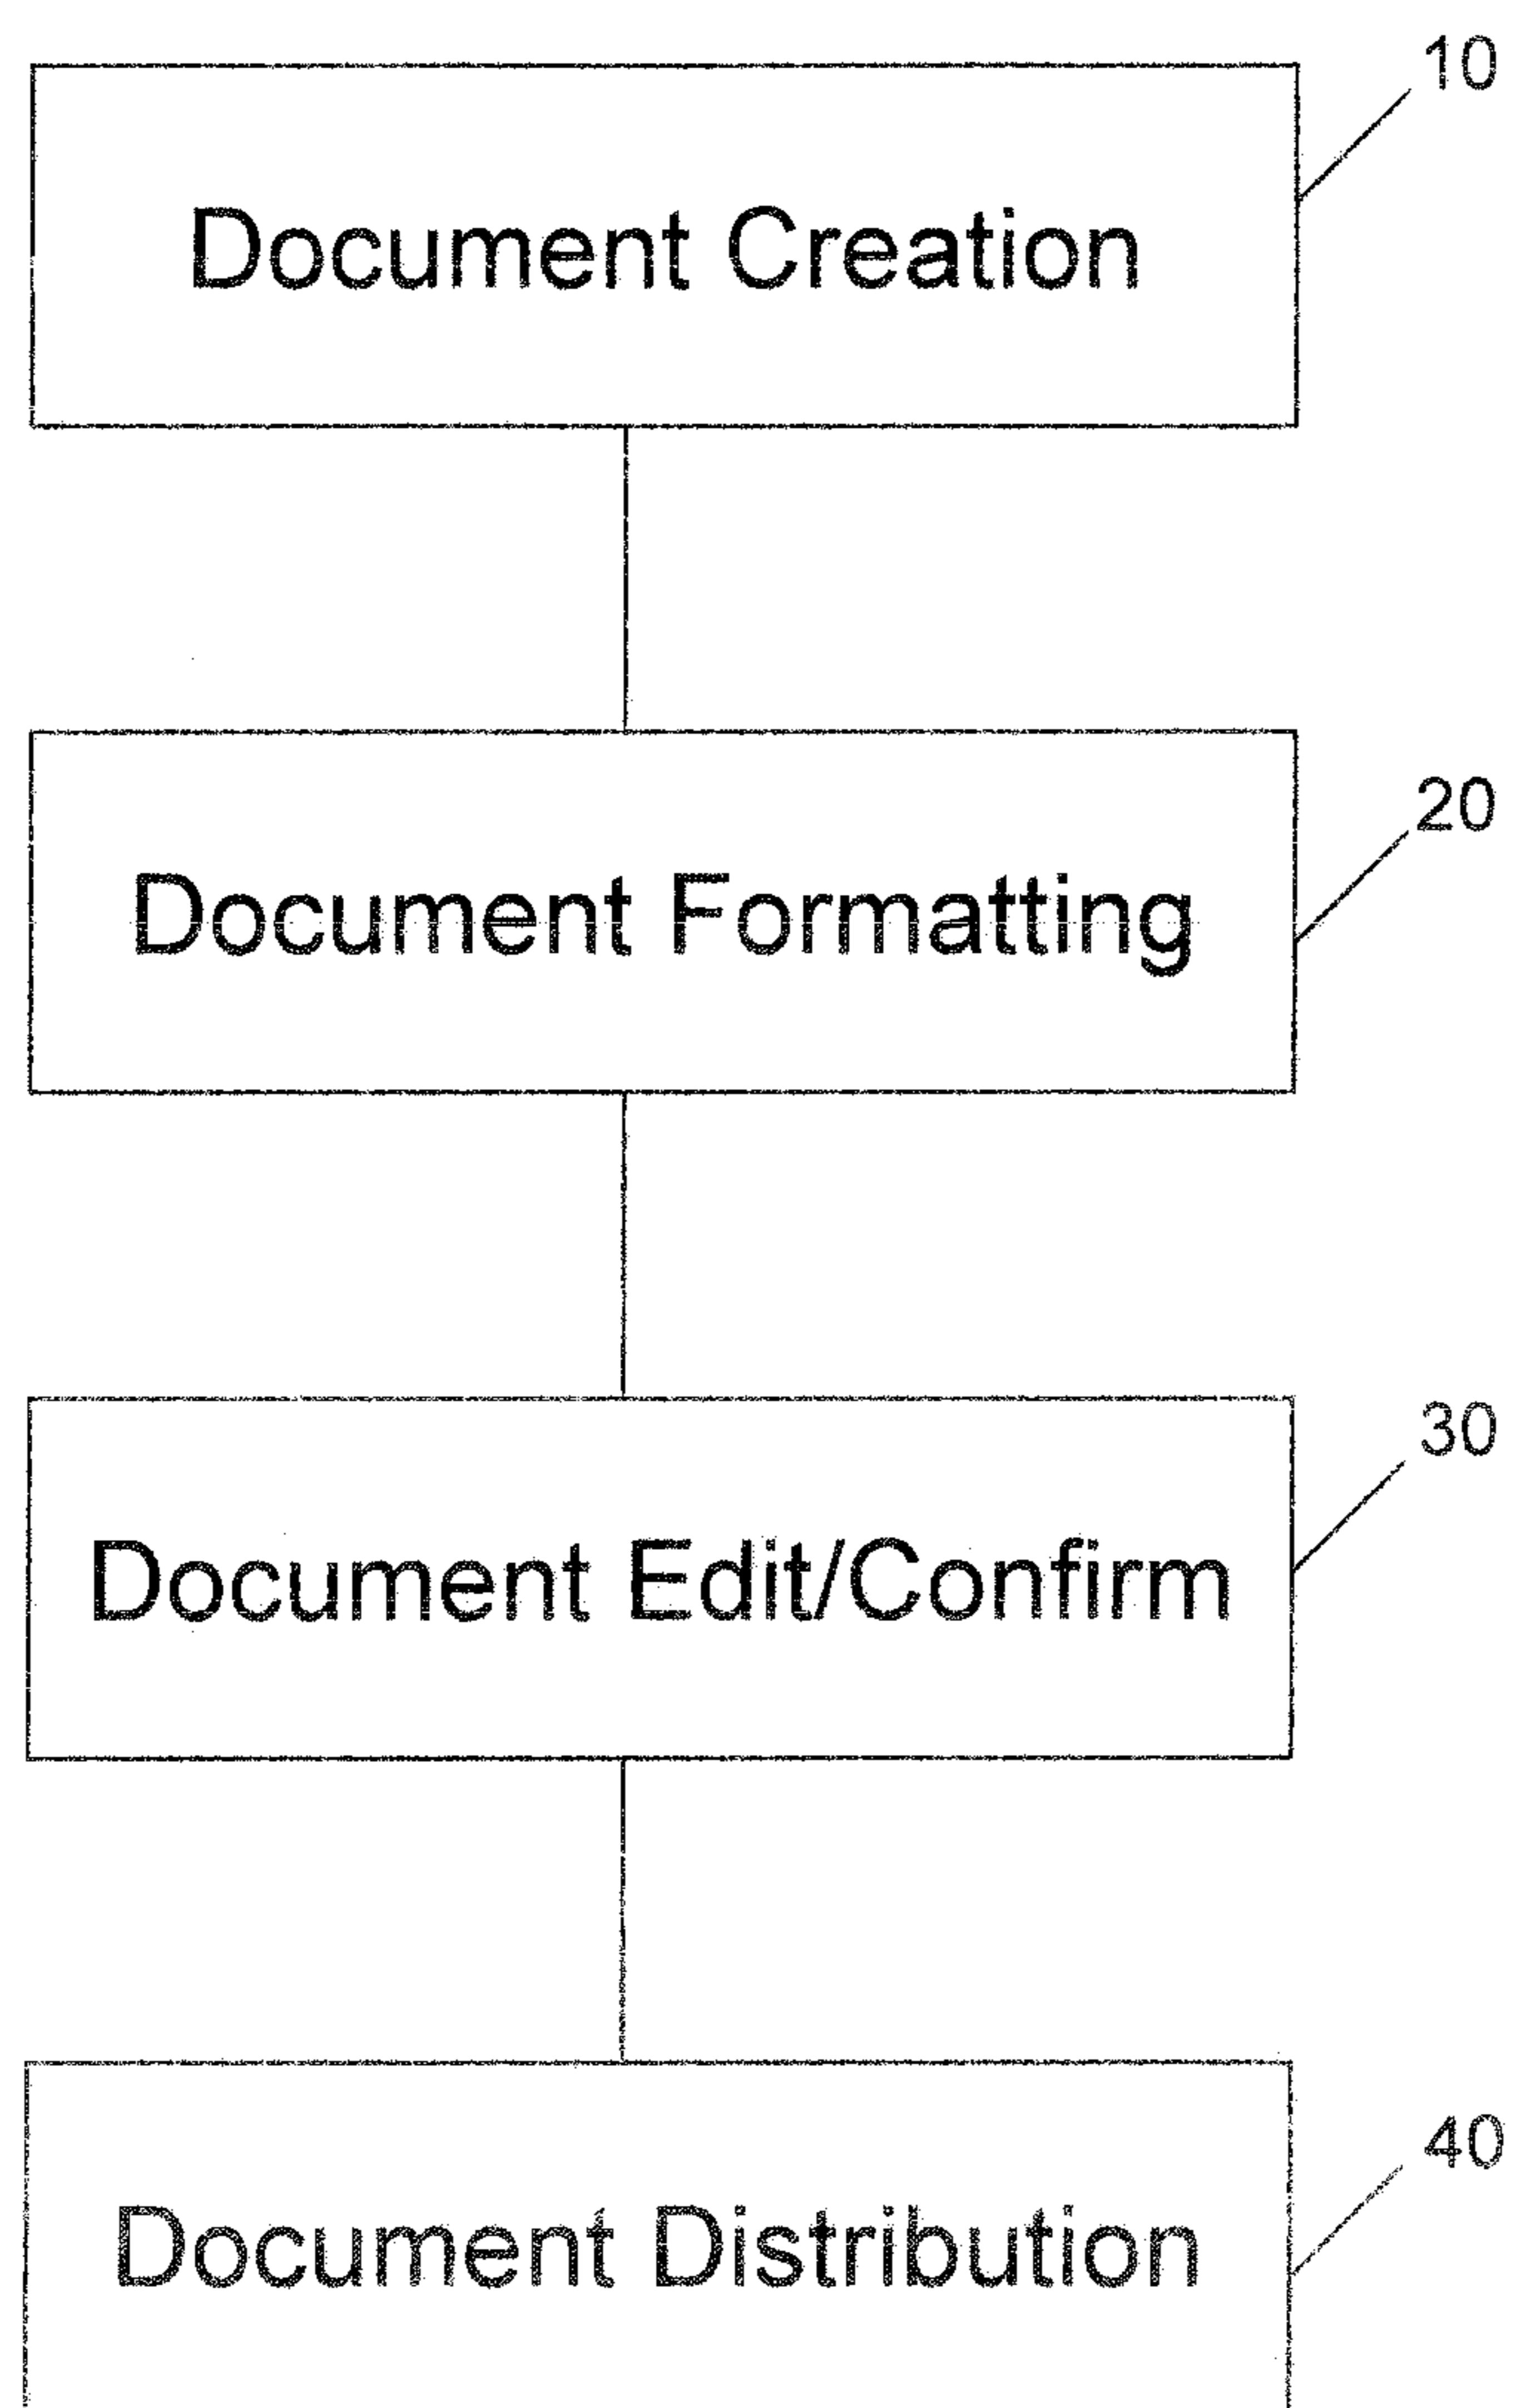 10
Document Creation
20
Document Formatting
30
Document Edit/Confirm
40
Document Distribution